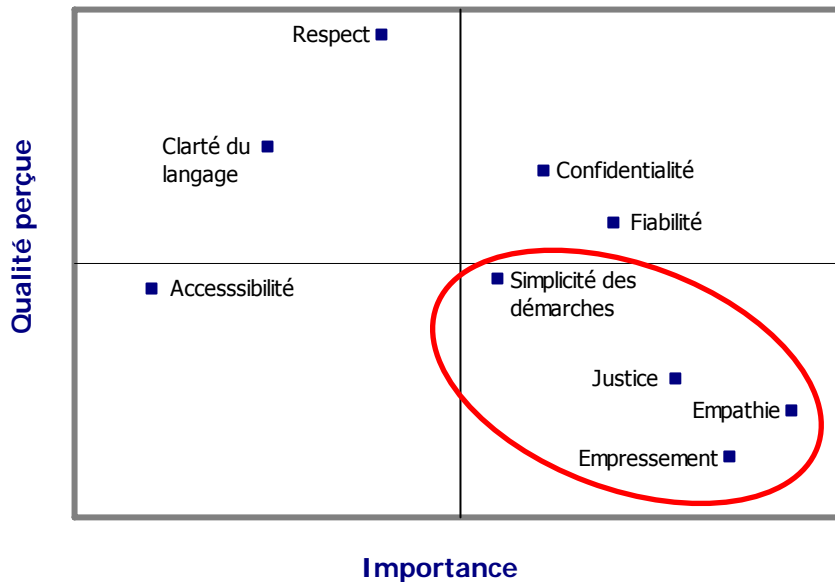 Respect
Clarté du
langage
Confidentialité
Fiabilité
Qualité perçue
Accesssibilité
Simplicité des
démarches
Justice
Empathie
Empressement
Importance